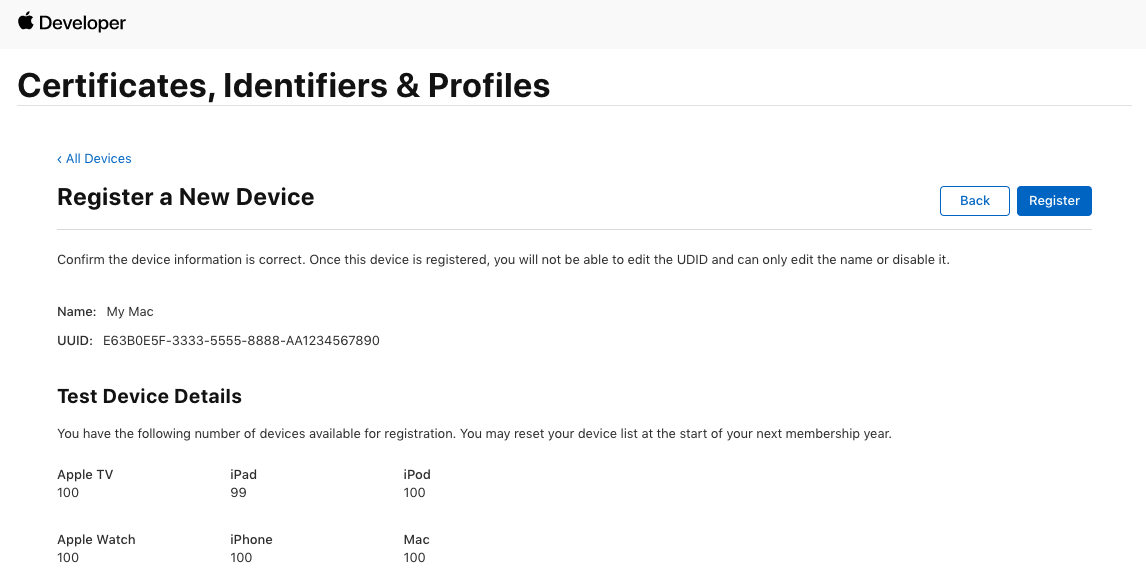 Developer
Certificates, Identifiers & Profiles
‹ All Devices
Register a New Device
Back
Register
Confirm the device information is correct. Once this device is registered, you will not be able to edit the UDID and can only edit the name or disable it.
Name: My Mac
UUID: E63B0E5F-3333-5555-8888-AA1234567890
Test Device Details
You have the following number of devices available for registration. You may reset your device list at the start of your next membership year.
Apple TV iPad iPod
100 99 100
Apple Watch iPhone Mac
100 100 100